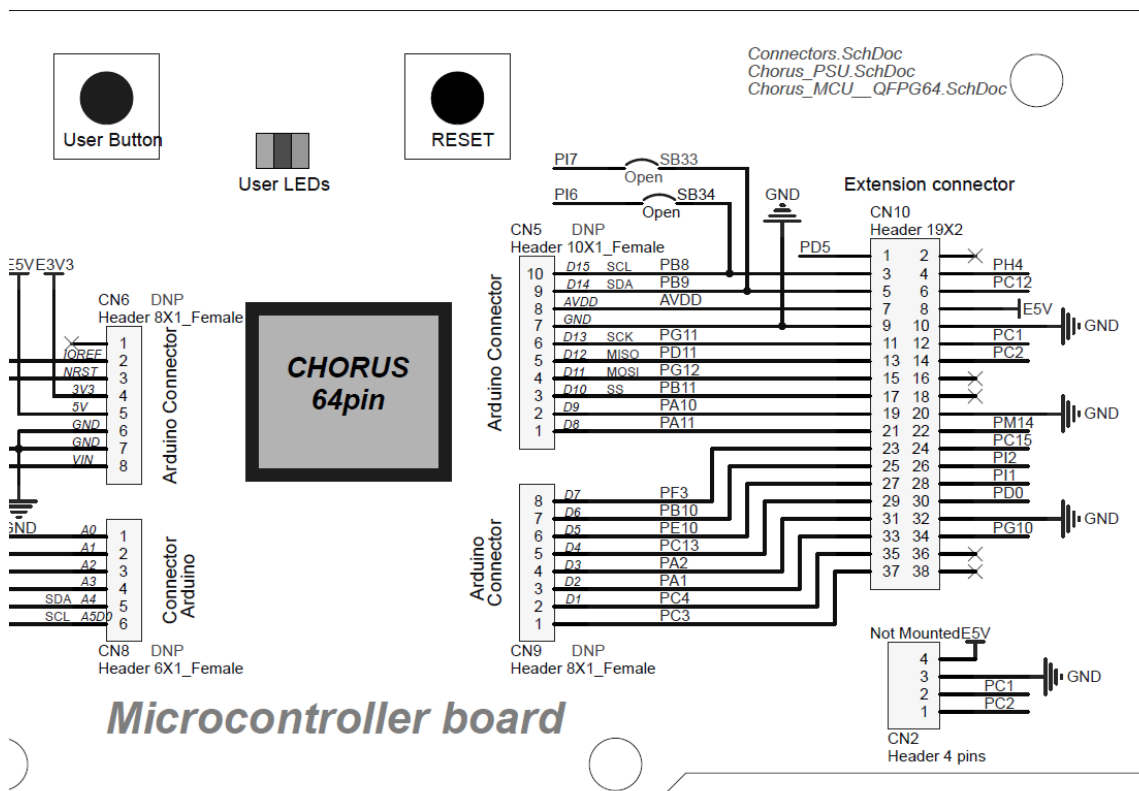 Connectors.SchDoc
Chorus_PSU.SchDoc
Chorus_MCU__QFPG64.SchDoc
User Button
User LEDs
RESET
PI7 SB33
Open
PI6 SB34
Open
GND
Extension connector
CN10
Header 19X2
CN5 DNP
Header 10X1_Female
Arduino Connector
10 D15 SCL PB8
9 D14 SDA PB9
8 AVDD AVDD
7 GND
6 D13 SCK PG11
5 D12 MISO PD11
4 D11 MOSI PG12
3 D10 SS PB11
2 D9 PA10
1 D8 PA11
PD5 1 2
3 4 PH4
5 6 PC12
7 8 E5V
9 10 GND
11 12 PC1
13 14 PC2
15 16
17 18
19 20 GND
21 22 PM14
23 24 PC15
25 26 PI2
27 28 PI1
29 30 PD0
31 32 GND
33 34 PG10
35 36
37 38
E5V E3V3
CN6 DNP
Header 8X1_Female
Arduino Connector
1
IOREF 2
NRST 3
3V3 4
5V 5
GND 6
GND 7
VIN 8
GND
CHORUS
64pin
A0 1
A1 2
A2 3
A3 4
SDA A4 5
SCL A5D0 6
Connector
Arduino
CN8 DNP
Header 6X1_Female
Arduino
Connector
8 D7 PF3
7 D6 PB10
6 D5 PE10
5 D4 PC13
4 D3 PA2
3 D2 PA1
2 D1 PC4
1 PC3
CN9 DNP
Header 8X1_Female
Not Mounted E5V
4
3 GND
2 PC1
1 PC2
CN2
Header 4 pins
Microcontroller board